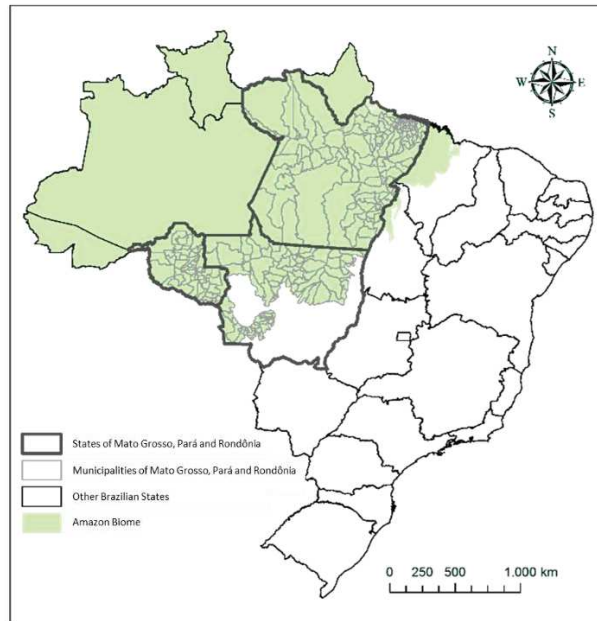 N
W
E
S
States of Mato Grosso, Pará and Rondônia
Municipalities of Mato Grosso, Pará and Rondônia
Other Brazilian States
Amazon Biome
0 250 500 1.000 km